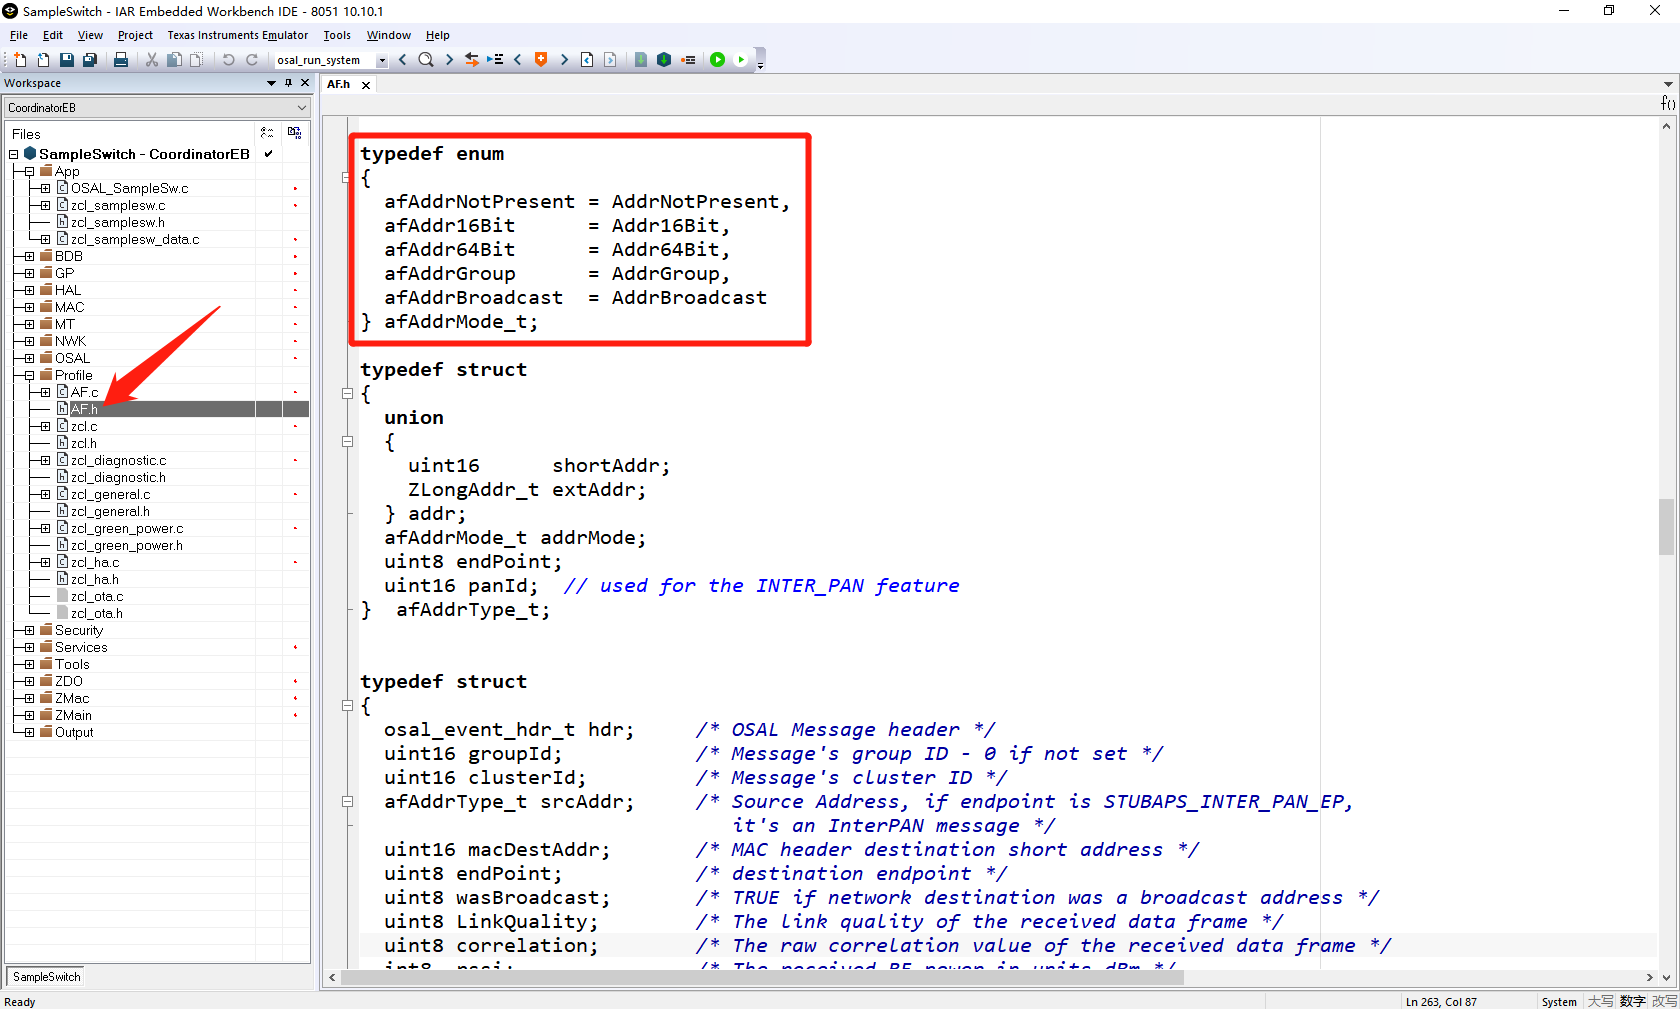 SampleSwitch - IAR Embedded Workbench IDE - 8051 10.10.1
File Edit View Project Texas Instruments Emulator Tools Window Help
osal_run_system
Workspace
CoordinatorEB
Files
SampleSwitch - CoordinatorEB
App
OSAL_SampleSw.c
zcl_samplesw.c
zcl_samplesw.h
zcl_samplesw_data.c
BDB
GP
HAL
MAC
MT
NWK
OSAL
Profile
AF.c
AF.h
zcl.c
zcl.h
zcl_diagnostic.c
zcl_diagnostic.h
zcl_general.c
zcl_general.h
zcl_green_power.c
zcl_green_power.h
zcl_ha.c
zcl_ha.h
zcl_ota.c
zcl_ota.h
Security
Services
Tools
ZDO
ZMac
ZMain
Output
SampleSwitch
AF.h
f()
typedef enum
{
afAddrNotPresent = AddrNotPresent,
afAddr16Bit = Addr16Bit,
afAddr64Bit = Addr64Bit,
afAddrGroup = AddrGroup,
afAddrBroadcast = AddrBroadcast
} afAddrMode_t;
typedef struct
{
union
{
uint16 shortAddr;
ZLongAddr_t extAddr;
} addr;
afAddrMode_t addrMode;
uint8 endPoint;
uint16 panId; // used for the INTER_PAN feature
} afAddrType_t;
typedef struct
{
osal_event_hdr_t hdr; /* OSAL Message header */
uint16 groupId; /* Message's group ID - 0 if not set */
uint16 clusterId; /* Message's cluster ID */
afAddrType_t srcAddr; /* Source Address, if endpoint is STUBAPS_INTER_PAN_EP,
it's an InterPAN message */
uint16 macDestAddr; /* MAC header destination short address */
uint8 endPoint; /* destination endpoint */
uint8 wasBroadcast; /* TRUE if network destination was a broadcast address */
uint8 LinkQuality; /* The link quality of the received data frame */
uint8 correlation; /* The raw correlation value of the received data frame */
int8 rssi; /* The received RF power in units dBm */
Ready
Ln 263, Col 87
System
大写 数字 改写